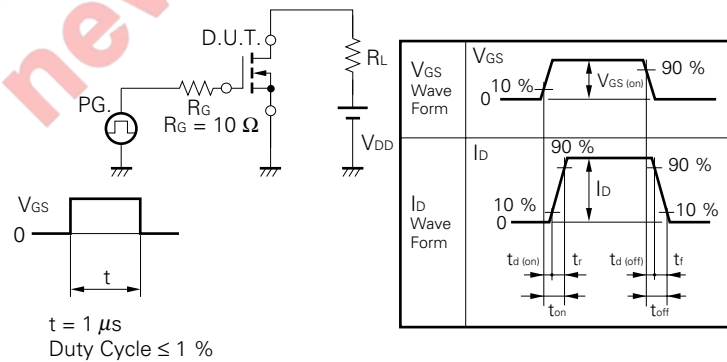 new
D.U.T.
RL
PG.
RG
RG = 10 Ω
VDD
VGS
0
t
t = 1 μs
Duty Cycle ≤ 1 %
VGS
Wave
Form
VGS
10 %
0
VGS (on)
90 %
ID
Wave
Form
ID
90 %
90 %
ID
10 %
0
10 %
td (on)
tr
td (off)
tf
ton
toff